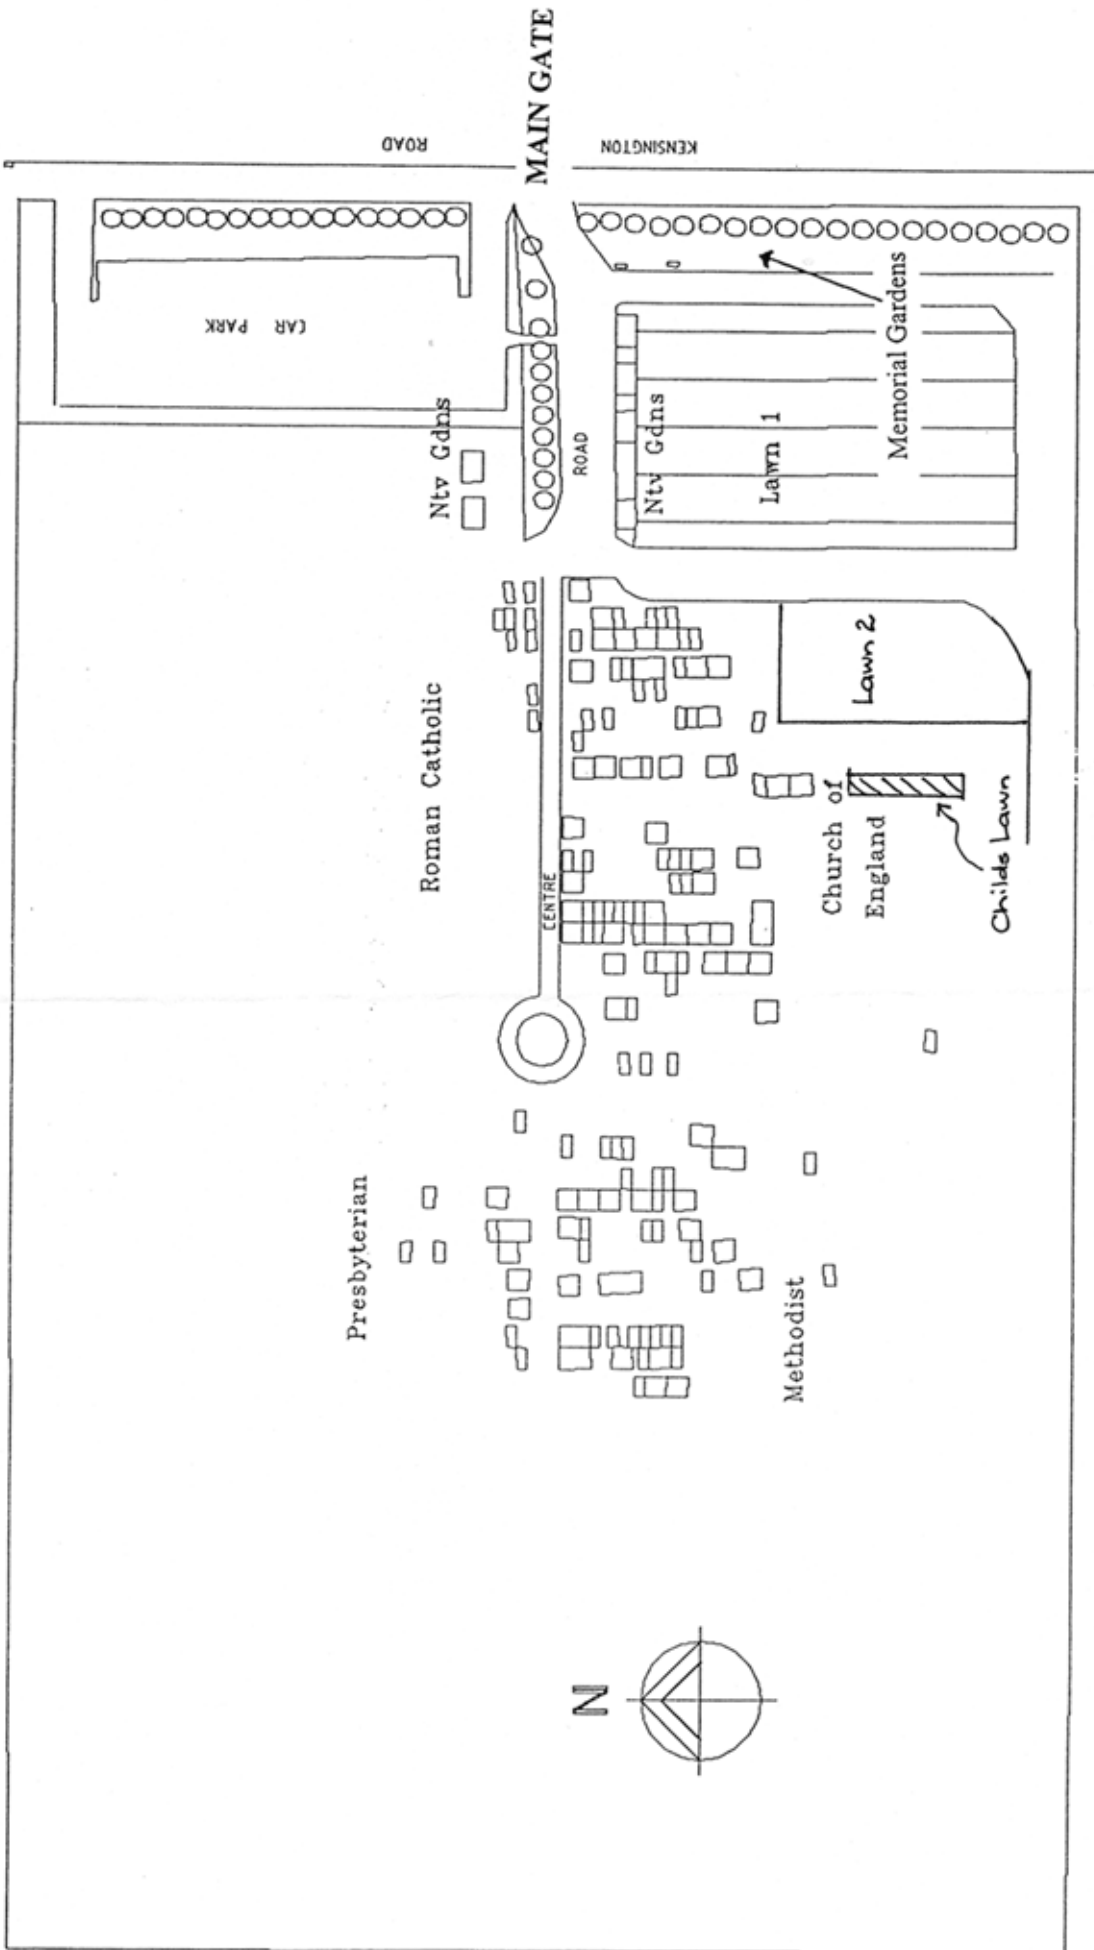 MAIN GATE
KENSINGTON ROAD
CAR PARK
Ntv Gdns
ROAD
Ntv Gdns
Lawn 1
Memorial Gardens
Lawn 2
Roman Catholic
CENTRE
Church of
England
Childs Lawn
Presbyterian
Methodist
N